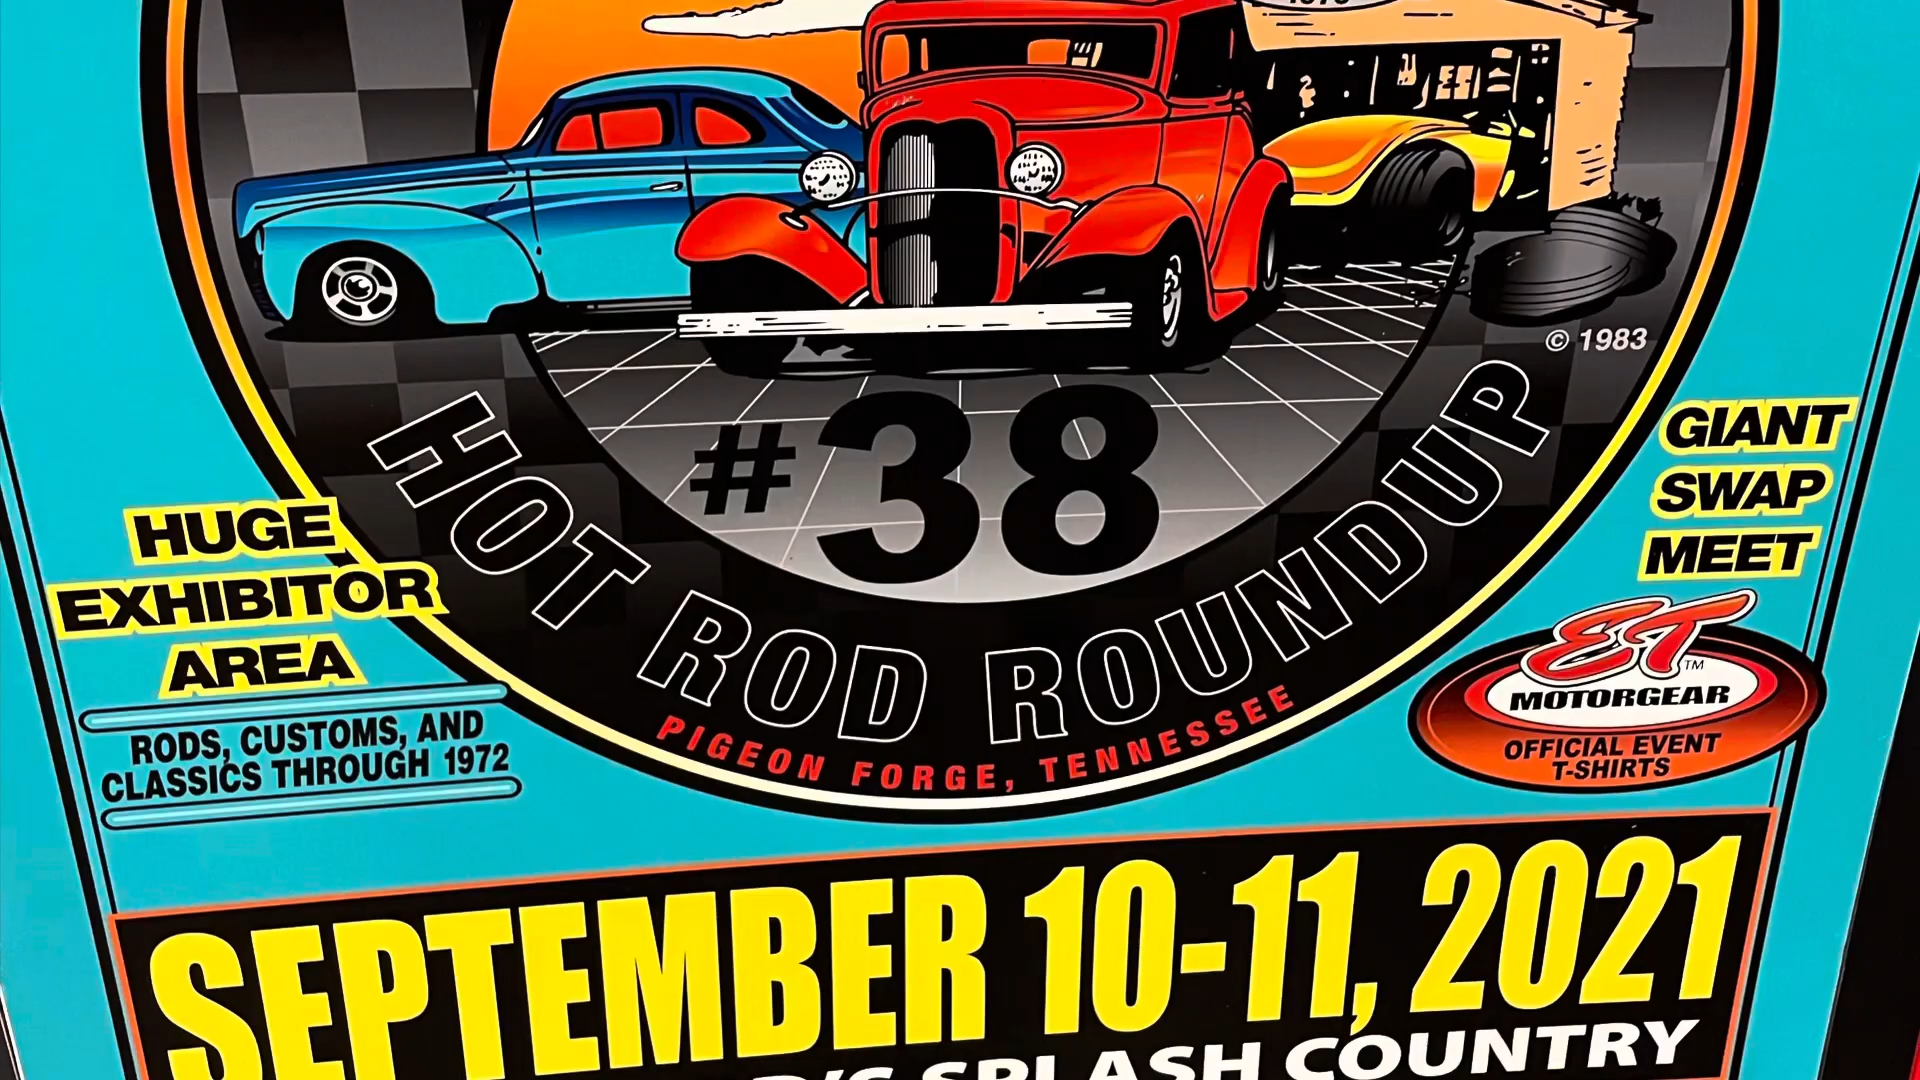 © 1983
#38
HOT ROD ROUNDUP
PIGEON FORGE, TENNESSEE
HUGE
EXHIBITOR
AREA
RODS, CUSTOMS, AND
CLASSICS THROUGH 1972
GIANT
SWAP
MEET
ET™
MOTORGEAR
OFFICIAL EVENT
T-SHIRTS
SEPTEMBER 10-11, 2021
SPLASH COUNTRY